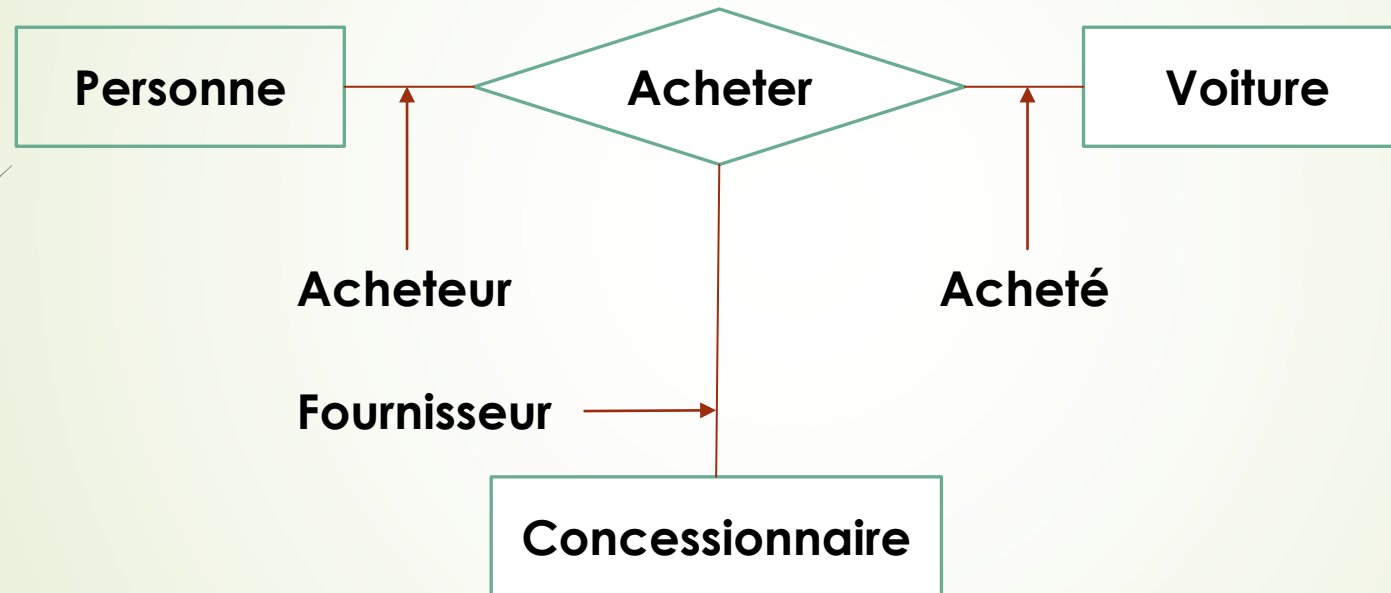 Personne
Acheter
Voiture
Acheteur
Acheté
Fournisseur
Concessionnaire